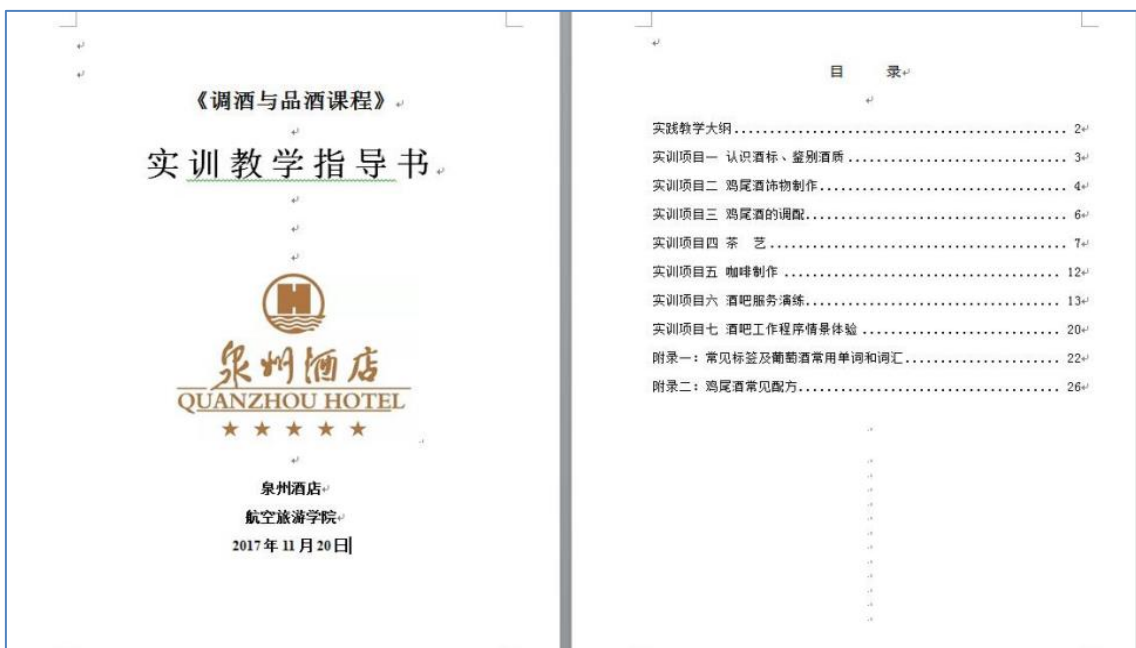 《调酒与品酒课程》
实训教学指导书
泉州酒店
QUANZHOU HOTEL
泉州酒店
航空旅游学院
2017年11月20日
目 录
实践教学大纲 2
实训项目一 认识酒标、鉴别酒质 3
实训项目二 鸡尾酒饰物制作 4
实训项目三 鸡尾酒的调配 6
实训项目四 茶 艺 7
实训项目五 咖啡制作 12
实训项目六 酒吧服务演练 13
实训项目七 酒吧工作程序情景体验 20
附录一：常见标签及葡萄酒常用单词和词汇 22
附录二：鸡尾酒常见配方 26